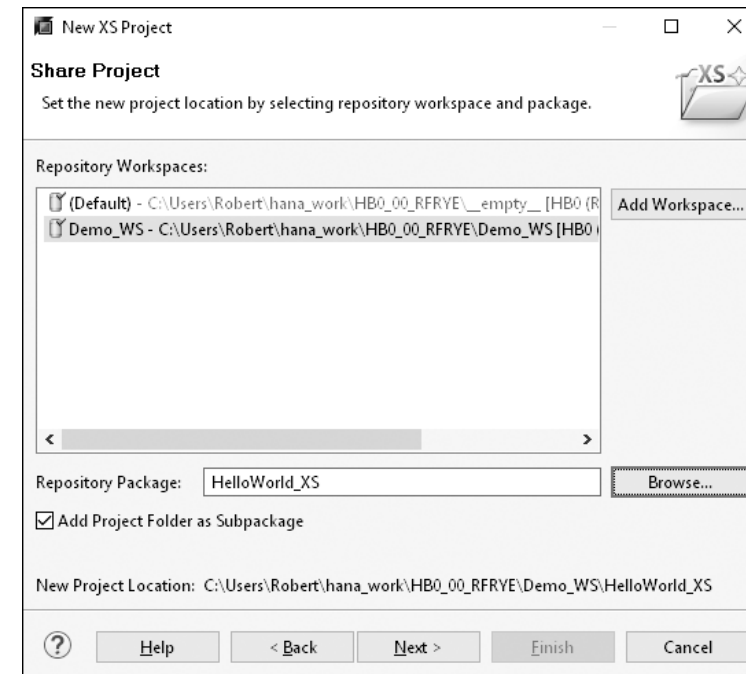 New XS Project
Share Project
Set the new project location by selecting repository workspace and package.
XS
Repository Workspaces:
(Default) - C:\Users\Robert\hana_work\HB0_00_RFRYE\__empty__ [HB0 (R
Demo_WS - C:\Users\Robert\hana_work\HB0_00_RFRYE\Demo_WS [HB0 (
Add Workspace...
Repository Package: HelloWorld_XS Browse...
Add Project Folder as Subpackage
New Project Location: C:\Users\Robert\hana_work\HB0_00_RFRYE\Demo_WS\HelloWorld_XS
? Help < Back Next > Finish Cancel